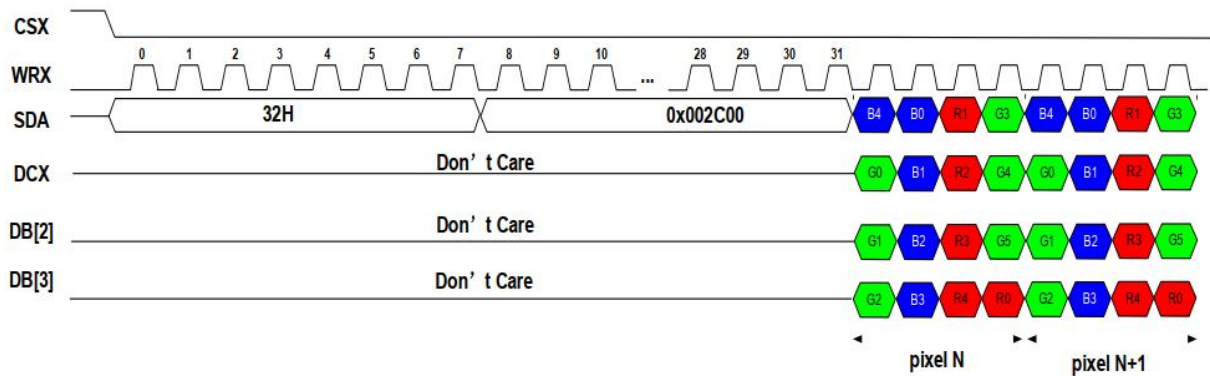 CSX
0 1 2 3 4 5 6 7 8 9 10 28 29 30 31
WRX ...
SDA 32H 0x002C00 B4 B0 R1 G3 B4 B0 R1 G3
DCX Don't Care G0 B1 R2 G4 G0 B1 R2 G4
DB[2] Don't Care G1 B2 R3 G5 G1 B2 R3 G5
DB[3] Don't Care G2 B3 R4 R0 G2 B3 R4 R0
pixel N pixel N+1